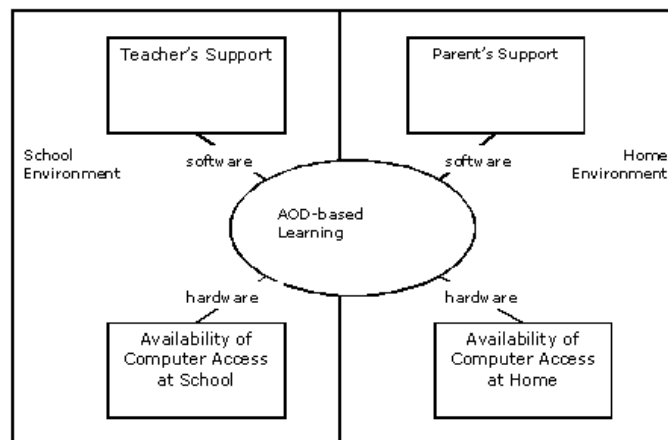 Teacher's Support
Parent's Support
School
Environment
software
software
Home
Environment
AOD-based
Learning
hardware
hardware
Availability of
Computer Access
at School
Availability of
Computer Access
at Home